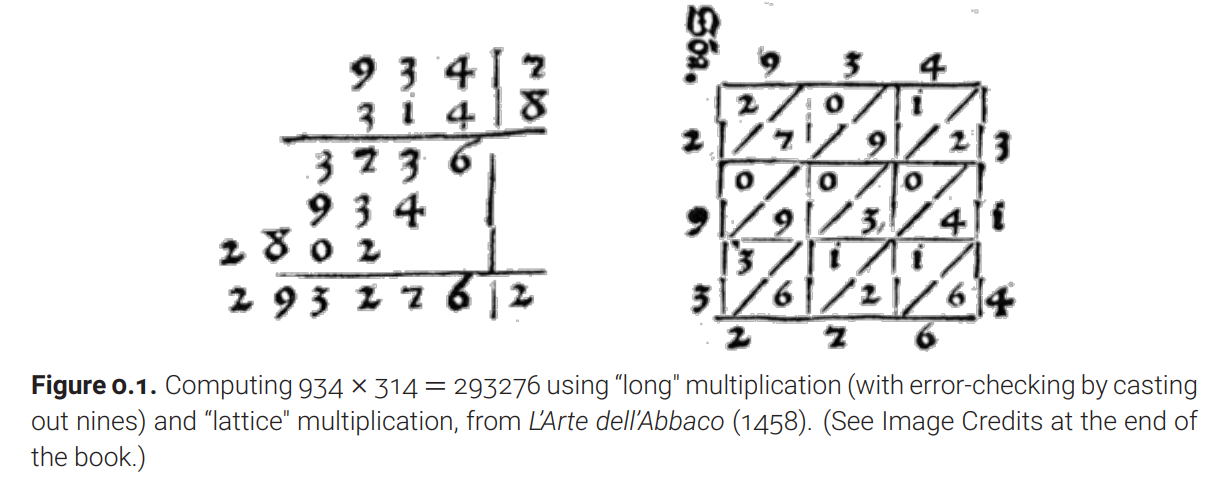 9 3 4 | 7
3 1 4 | 8
3 7 3 6
9 3 4
2 8 0 2
2 9 3 2 7 6 | 2
9 3 4
2 0 1
2 7 9 2 3
0 0 0
9 9 3 4 1
3 1 1
3 6 2 6 4
2 7 6
Figure 0.1. Computing 934 × 314 = 293276 using “long" multiplication (with error-checking by casting
out nines) and “lattice" multiplication, from L’Arte dell’Abbaco (1458). (See Image Credits at the end of
the book.)